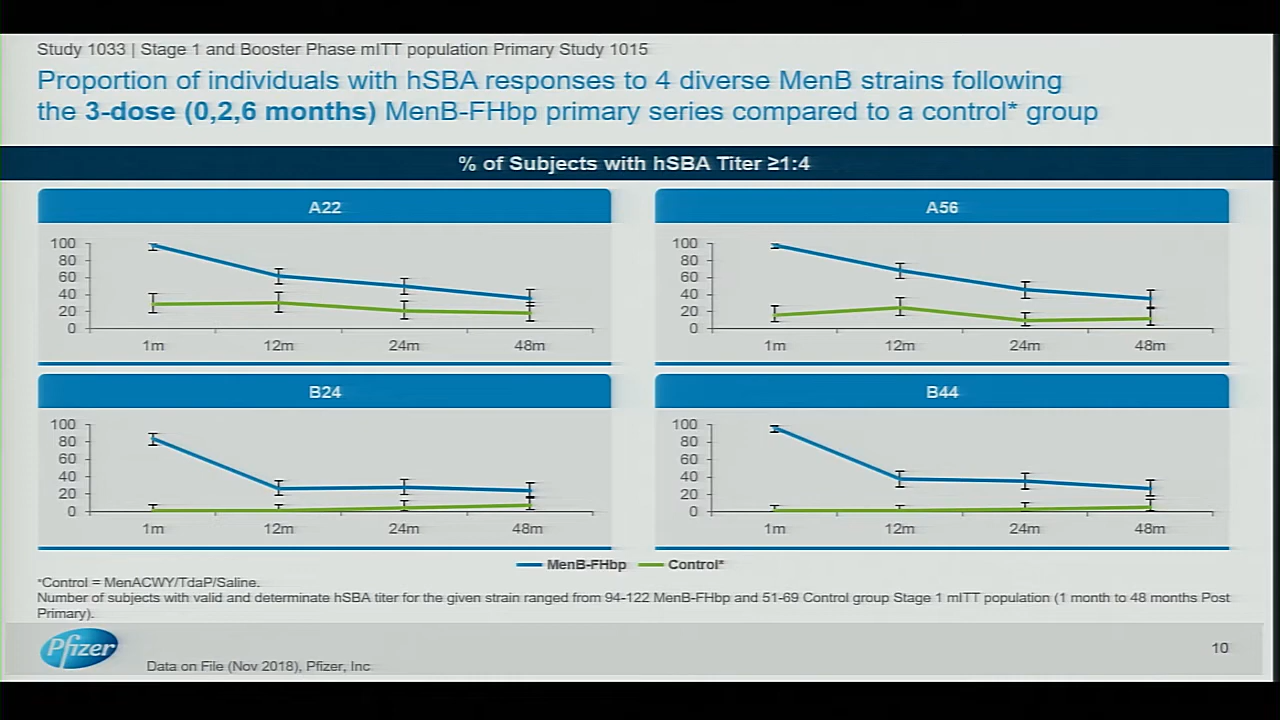 Study 1033 | Stage 1 and Booster Phase mITT population Primary Study 1015
Proportion of individuals with hSBA responses to 4 diverse MenB strains following
the 3-dose (0,2,6 months) MenB-FHbp primary series compared to a control* group
% of Subjects with hSBA Titer ≥1:4
A22
100
80
60
40
20
0
1m 12m 24m 48m
A56
100
80
60
40
20
0
1m 12m 24m 48m
B24
100
80
60
40
20
0
1m 12m 24m 48m
B44
100
80
60
40
20
0
1m 12m 24m 48m
MenB-FHbp Control*
*Control = MenACWY/TdaP/Saline.
Number of subjects with valid and determinate hSBA titer for the given strain ranged from 94-122 MenB-FHbp and 51-69 Control group Stage 1 mITT population (1 month to 48 months Post
Primary).
Pfizer
Data on File (Nov 2018), Pfizer, Inc
10